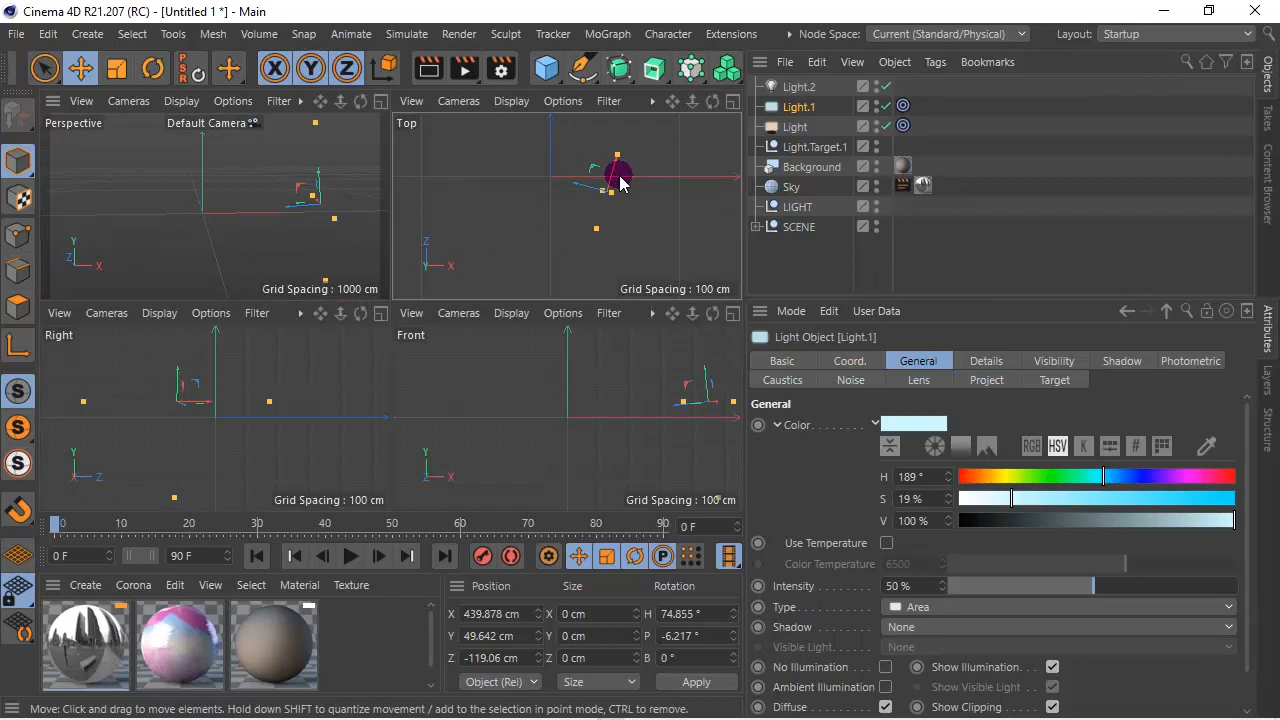 Cinema 4D R21.207 (RC) - [Untitled 1 *] - Main
File Edit Create Select Tools Mesh Volume Snap Animate Simulate Render Sculpt Tracker MoGraph Character Extensions Node Space: Current (Standard/Physical) Layout: Startup
PSR X Y Z
File Edit View Object Tags Bookmarks
View Cameras Display Options Filter
View Cameras Display Options Filter
Perspective Default Camera
Top
Y
Z X
Grid Spacing : 1000 cm
Z
Y X
Grid Spacing : 100 cm
Light.2
Light.1
Light
Light.Target.1
Background
Sky
LIGHT
SCENE
Objects
Takes
Content Browser
View Cameras Display Options Filter
View Cameras Display Options Filter
Right
Front
Y
X Z
Grid Spacing : 100 cm
Y
Z X
Grid Spacing : 100 cm
Mode Edit User Data
Light Object [Light.1]
Basic Coord. General Details Visibility Shadow Photometric
Caustics Noise Lens Project Target
General
Color
RGB HSV K #
H 189 °
S 19 %
V 100 %
Use Temperature
Color Temperature 6500
Intensity 50 %
Type Area
Shadow None
Visible Light None
No Illumination Show Illumination
Ambient Illumination Show Visible Light
Diffuse Show Clipping
Attributes
Layers
Structure
0 10 20 30 40 50 60 70 80 90 0 F
0 F 90 F P
Create Corona Edit View Select Material Texture
Position Size Rotation
X 439.878 cm X 0 cm H 74.855 °
Y 49.642 cm Y 0 cm P -6.217 °
Z -119.06 cm Z 0 cm B 0 °
Object (Rel) Size Apply
Move: Click and drag to move elements. Hold down SHIFT to quantize movement / add to the selection in point mode, CTRL to remove.